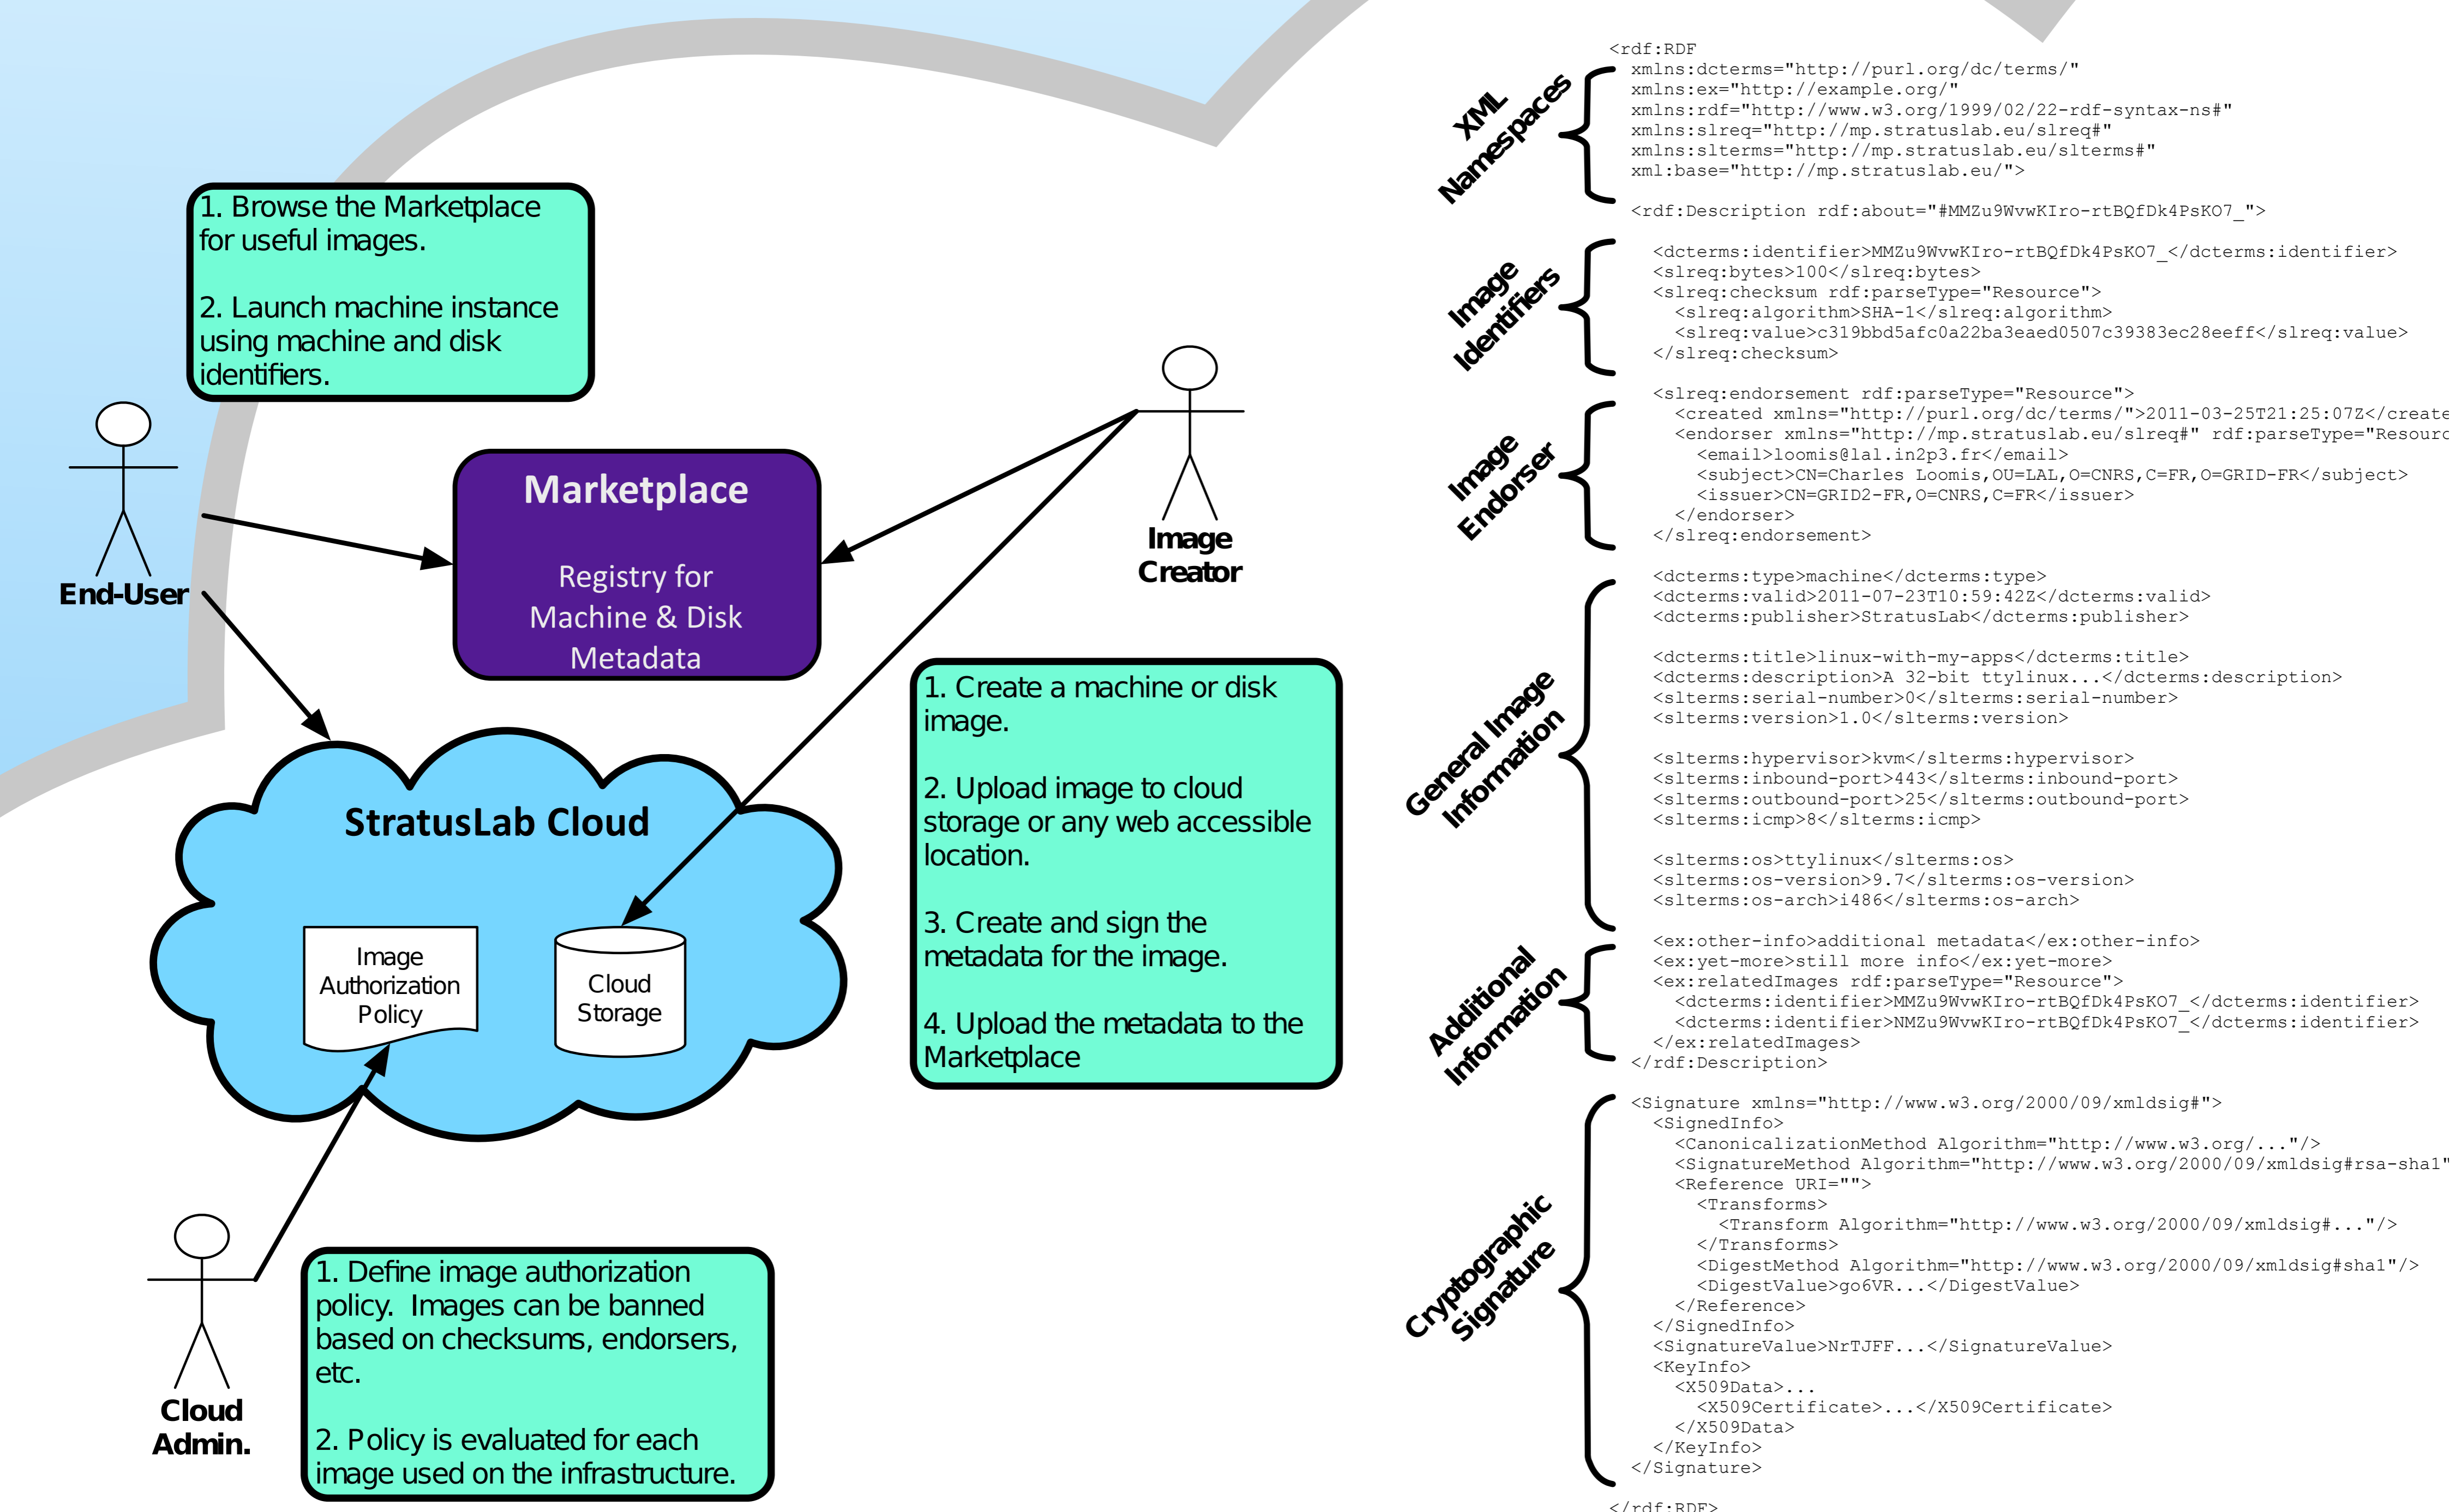 1. Browse the Marketplace
for useful images.
2. Launch machine instance
using machine and disk
identifiers.
End-User
Marketplace
Registry for
Machine & Disk
Metadata
Image
Creator
StratusLab Cloud
Image
Authorization
Policy
Cloud
Storage
1. Create a machine or disk
image.
2. Upload image to cloud
storage or any web accessible
location.
3. Create and sign the
metadata for the image.
4. Upload the metadata to the
Marketplace
Cloud
Admin.
1. Define image authorization
policy.  Images can be banned
based on checksums, endorsers,
etc.
2. Policy is evaluated for each
image used on the infrastructure.
XML
Namespaces
<rdf:RDF
xmlns:dcterms="http://purl.org/dc/terms/"
xmlns:ex="http://example.org/"
xmlns:rdf="http://www.w3.org/1999/02/22-rdf-syntax-ns#"
xmlns:slreq="http://mp.stratuslab.eu/slreq#"
xmlns:slterms="http://mp.stratuslab.eu/slterms#"
xml:base="http://mp.stratuslab.eu/">
<rdf:Description rdf:about="#MMZu9WvwKIro-rtBQfDk4PsKO7_">
Image
Identifiers
<dcterms:identifier>MMZu9WvwKIro-rtBQfDk4PsKO7_</dcterms:identifier>
<slreq:bytes>100</slreq:bytes>
<slreq:checksum rdf:parseType="Resource">
<slreq:algorithm>SHA-1</slreq:algorithm>
<slreq:value>c319bbd5afc0a22ba3eaed0507c39383ec28eeff</slreq:value>
</slreq:checksum>
Image
Endorser
<slreq:endorsement rdf:parseType="Resource">
<created xmlns="http://purl.org/dc/terms/">2011-03-25T21:25:07Z</create
<endorser xmlns="http://mp.stratuslab.eu/slreq#" rdf:parseType="Resourc
<email>loomis@lal.in2p3.fr</email>
<subject>CN=Charles Loomis,OU=LAL,O=CNRS,C=FR,O=GRID-FR</subject>
<issuer>CN=GRID2-FR,O=CNRS,C=FR</issuer>
</endorser>
</slreq:endorsement>
General Image
Information
<dcterms:type>machine</dcterms:type>
<dcterms:valid>2011-07-23T10:59:42Z</dcterms:valid>
<dcterms:publisher>StratusLab</dcterms:publisher>
<dcterms:title>linux-with-my-apps</dcterms:title>
<dcterms:description>A 32-bit ttylinux...</dcterms:description>
<slterms:serial-number>0</slterms:serial-number>
<slterms:version>1.0</slterms:version>
<slterms:hypervisor>kvm</slterms:hypervisor>
<slterms:inbound-port>443</slterms:inbound-port>
<slterms:outbound-port>25</slterms:outbound-port>
<slterms:icmp>8</slterms:icmp>
<slterms:os>ttylinux</slterms:os>
<slterms:os-version>9.7</slterms:os-version>
<slterms:os-arch>i486</slterms:os-arch>
Additional
Information
<ex:other-info>additional metadata</ex:other-info>
<ex:yet-more>still more info</ex:yet-more>
<ex:relatedImages rdf:parseType="Resource">
<dcterms:identifier>MMZu9WvwKIro-rtBQfDk4PsKO7_</dcterms:identifier>
<dcterms:identifier>NMZu9WvwKIro-rtBQfDk4PsKO7_</dcterms:identifier>
</ex:relatedImages>
</rdf:Description>
Cryptographic
Signature
<Signature xmlns="http://www.w3.org/2000/09/xmldsig#">
<SignedInfo>
<CanonicalizationMethod Algorithm="http://www.w3.org/..."/>
<SignatureMethod Algorithm="http://www.w3.org/2000/09/xmldsig#rsa-sha1"
<Reference URI="">
<Transforms>
<Transform Algorithm="http://www.w3.org/2000/09/xmldsig#..."/>
</Transforms>
<DigestMethod Algorithm="http://www.w3.org/2000/09/xmldsig#sha1"/>
<DigestValue>go6VR...</DigestValue>
</Reference>
</SignedInfo>
<SignatureValue>NrTJFF...</SignatureValue>
<KeyInfo>
<X509Data>...
<X509Certificate>...</X509Certificate>
</X509Data>
</KeyInfo>
</Signature>
</rdf:RDF>